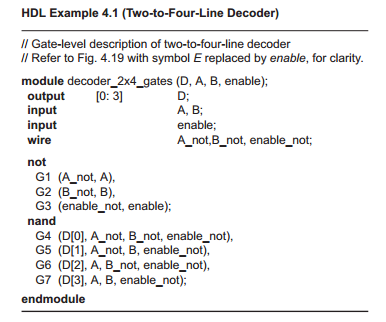 HDL Example 4.1 (Two-to-Four-Line Decoder)
// Gate-level description of two-to-four-line decoder
// Refer to Fig. 4.19 with symbol E replaced by enable, for clarity.
module decoder_2x4_gates (D, A, B, enable);
output [0: 3] D;
input A, B;
input enable;
wire A_not,B_not, enable_not;
not
G1 (A_not, A),
G2 (B_not, B),
G3 (enable_not, enable);
nand
G4 (D[0], A_not, B_not, enable_not),
G5 (D[1], A_not, B, enable_not),
G6 (D[2], A, B_not, enable_not),
G7 (D[3], A, B, enable_not);
endmodule